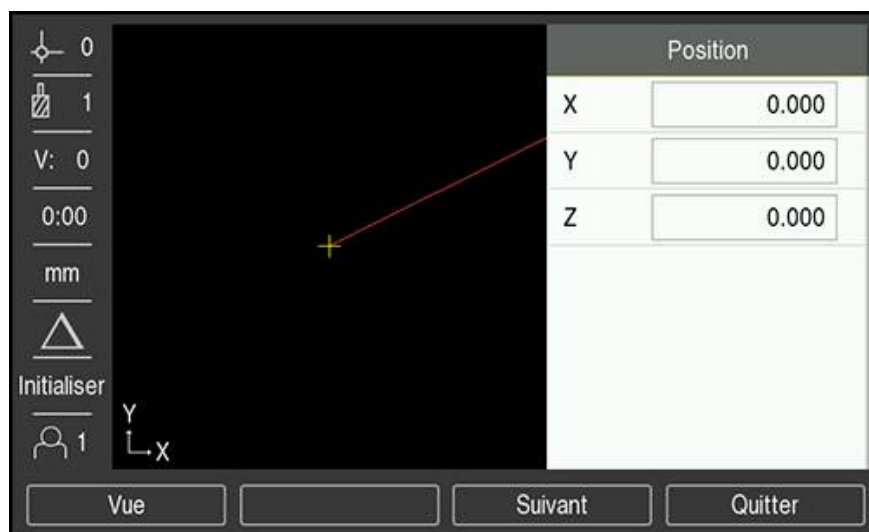 0
1
V: 0
0:00
mm
Initialiser
1
Y
X
Position
X 0.000
Y 0.000
Z 0.000
Vue
Suivant
Quitter